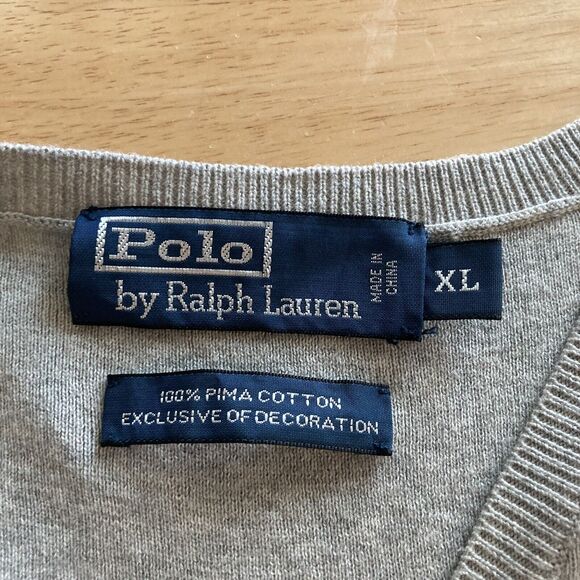 Polo
by Ralph Lauren
MADE IN
CHINA
XL
100% PIMA COTTON
EXCLUSIVE OF DECORATION